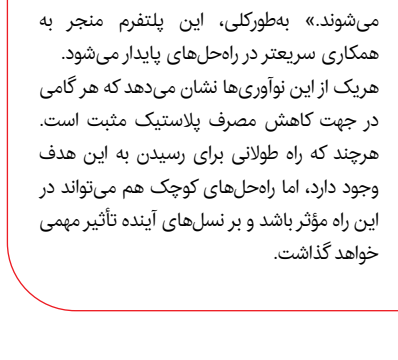 می‌شوند.» به‌طورکلی، این پلتفرم منجر به
همکاری سریعتر در راه‌حل‌های پایدار می‌شود.
هریک از این نوآوری‌ها نشان می‌دهد که هر گامی
در جهت کاهش مصرف پلاستیک مثبت است.
هرچند که راه طولانی برای رسیدن به این هدف
وجود دارد، اما راه‌حل‌های کوچک هم می‌تواند در
این راه مؤثر باشد و بر نسل‌های آینده تأثیر مهمی
خواهد گذاشت.